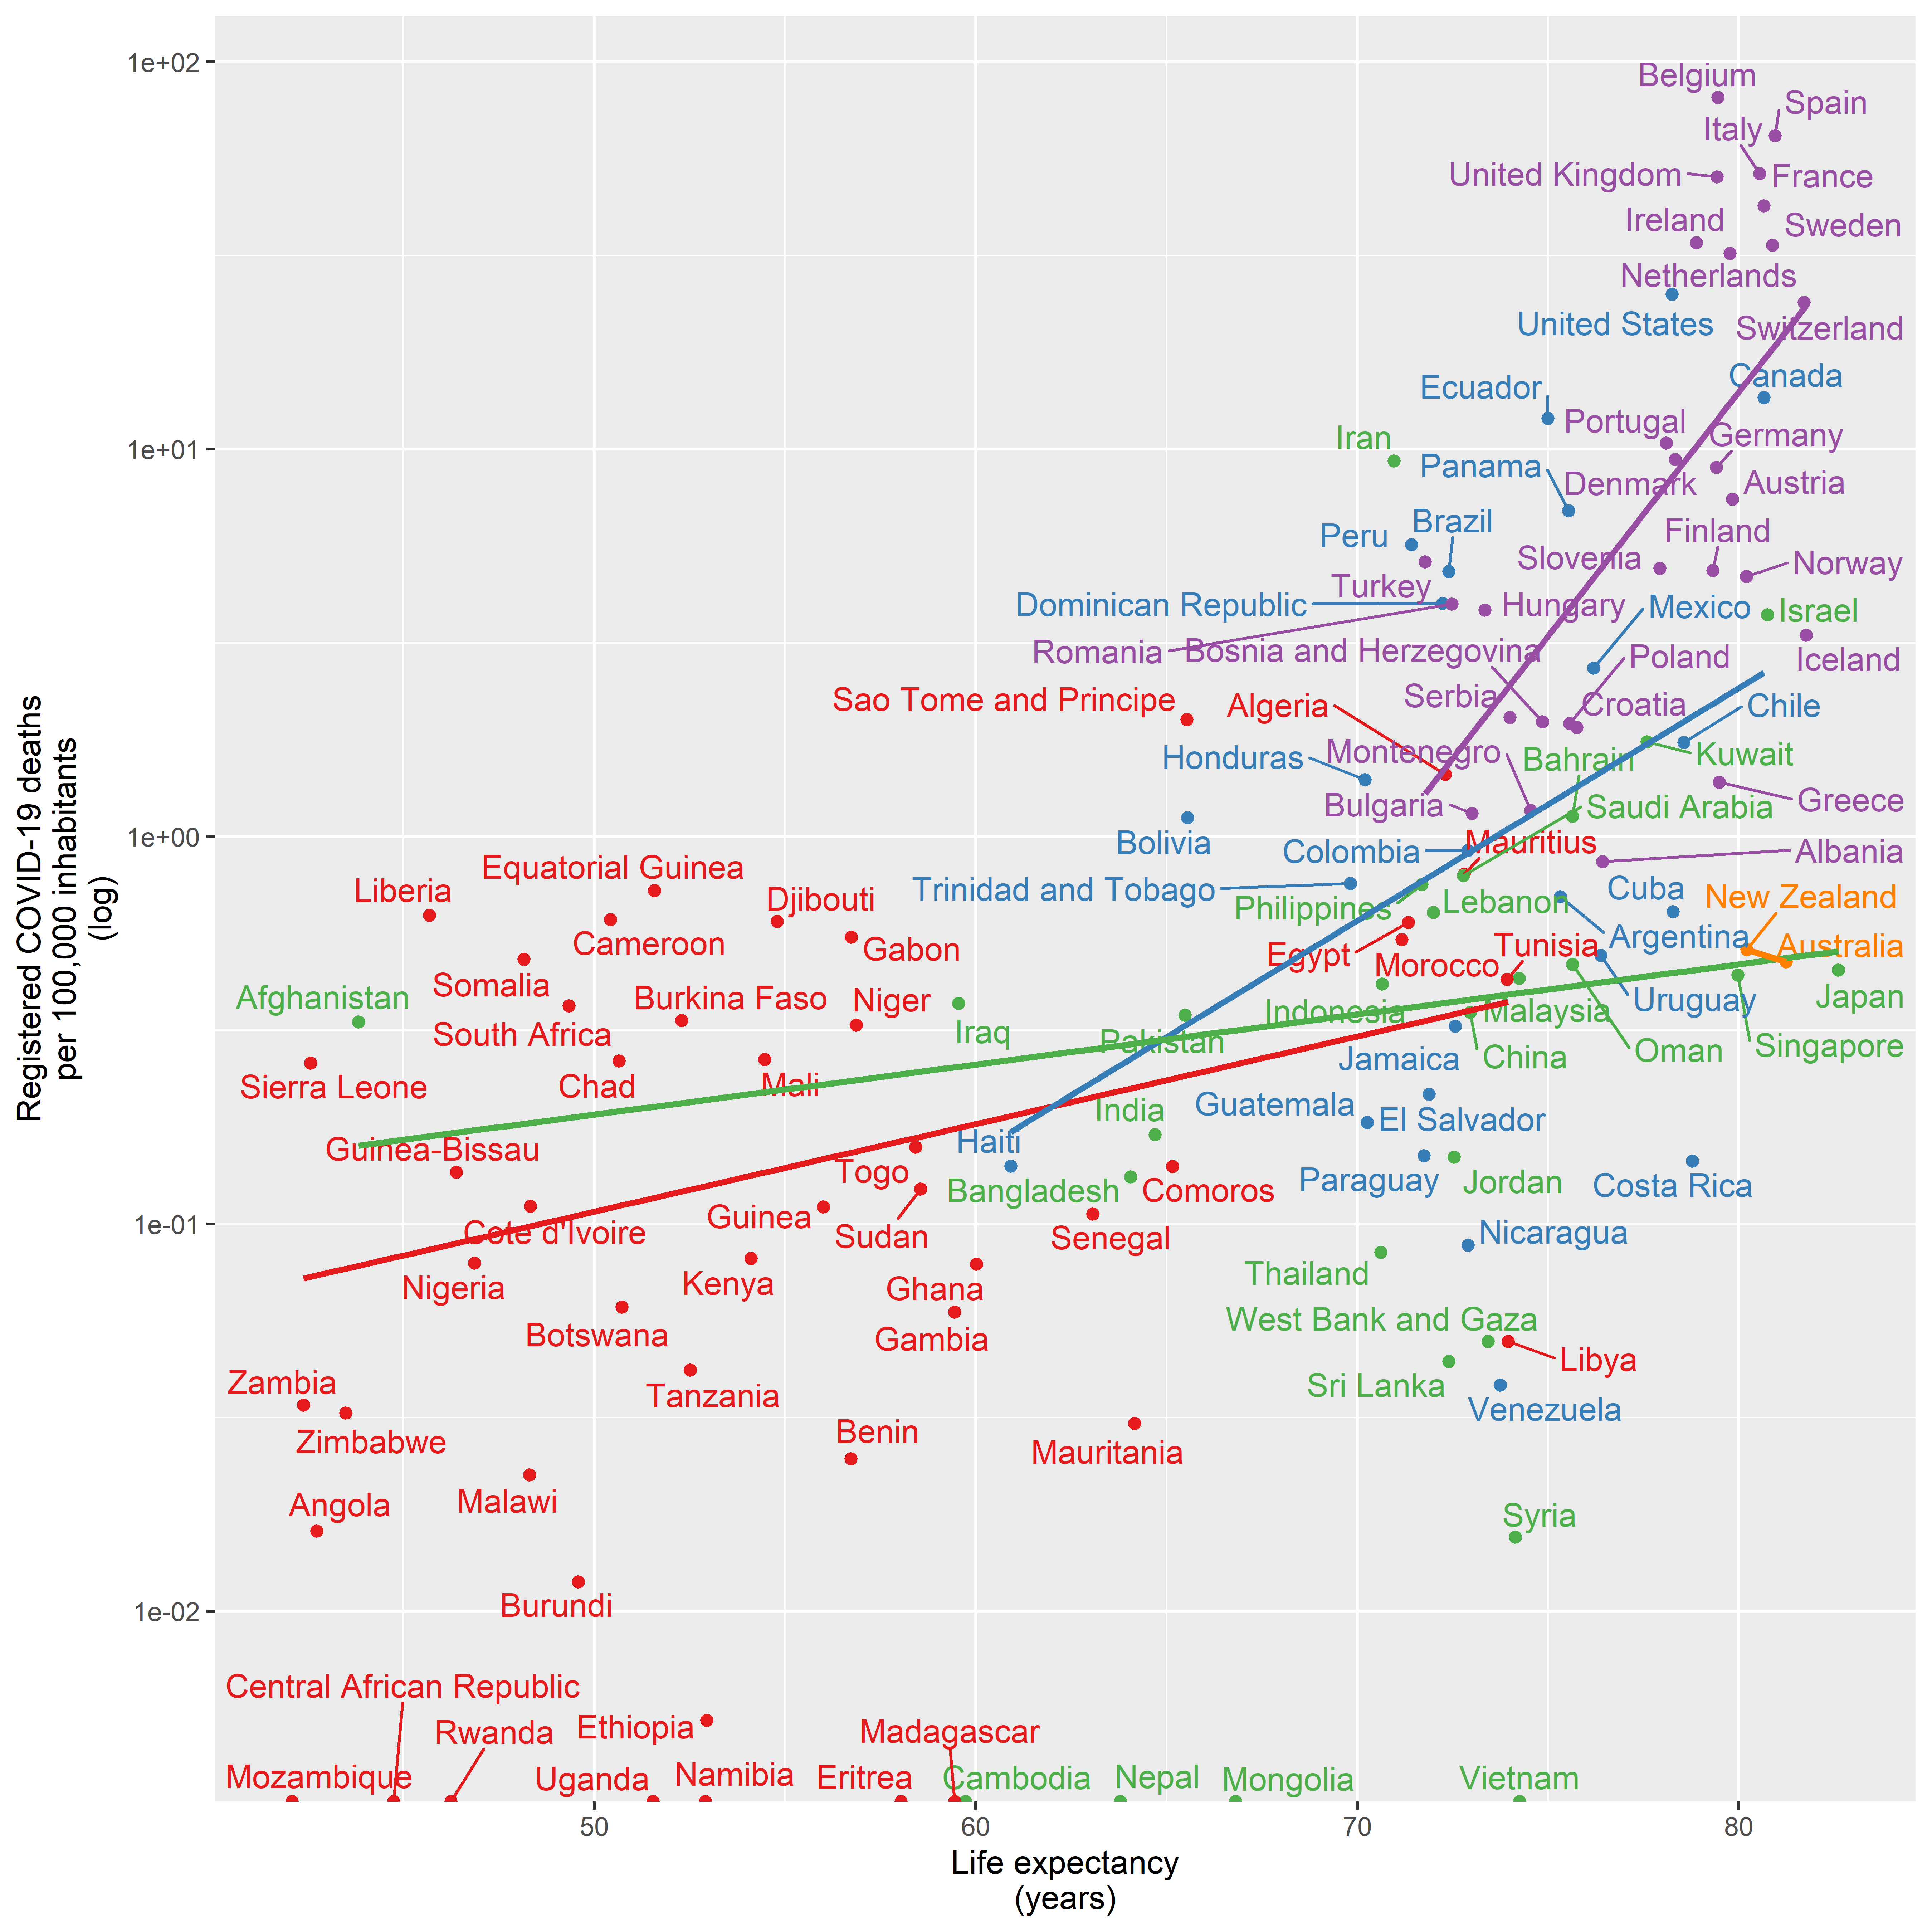 1e+02
Belgium
Spain
Italy
United Kingdom
France
Ireland
Sweden
Netherlands
United States
Switzerland
Canada
Ecuador
Portugal
Iran
Germany
Panama
Denmark
Austria
1e+01
Brazil
Peru
Finland
Slovenia
Norway
Turkey
Dominican Republic
Hungary
Mexico
Israel
Romania
Bosnia and Herzegovina
Poland
Iceland
Sao Tome and Principe
Algeria
Serbia
Croatia
Chile
Honduras
Montenegro
Bahrain
Kuwait
Bulgaria
Saudi Arabia
Greece
1e+00
Bolivia
Colombia
Mauritius
Albania
Equatorial Guinea
Liberia
Trinidad and Tobago
Cuba
New Zealand
Djibouti
Philippines
Lebanon
Cameroon
Gabon
Egypt
Morocco
Tunisia
Argentina
Australia
Somalia
Afghanistan
Burkina Faso
Niger
Indonesia
Malaysia
Uruguay
Japan
South Africa
Iraq
Pakistan
Jamaica
China
Oman
Singapore
Sierra Leone
Chad
Mali
India
Guatemala
El Salvador
Guinea-Bissau
Haiti
Togo
Bangladesh
Comoros
Paraguay
Jordan
Costa Rica
1e-01
Cote d'Ivoire
Guinea
Sudan
Senegal
Nicaragua
Nigeria
Kenya
Ghana
Thailand
Botswana
Gambia
West Bank and Gaza
Libya
Zambia
Tanzania
Sri Lanka
Venezuela
Zimbabwe
Benin
Mauritania
Angola
Malawi
Syria
1e-02
Burundi
Central African Republic
Rwanda
Ethiopia
Madagascar
Mozambique
Uganda
Namibia
Eritrea
Cambodia
Nepal
Mongolia
Vietnam
50
60
70
80
Life expectancy
(years)
Registered COVID-19 deaths
per 100,000 inhabitants
(log)